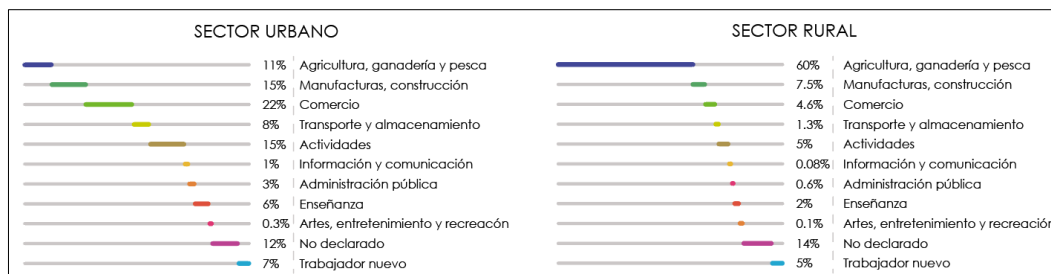 SECTOR URBANO
11% Agricultura, ganadería y pesca
15% Manufacturas, construcción
22% Comercio
8% Transporte y almacenamiento
15% Actividades
1% Información y comunicación
3% Administración pública
6% Enseñanza
0.3% Artes, entretenimiento y recreacón
12% No declarado
7% Trabajador nuevo
SECTOR RURAL
60% Agricultura, ganadería y pesca
7.5% Manufacturas, construcción
4.6% Comercio
1.3% Transporte y almacenamiento
5% Actividades
0.08% Información y comunicación
0.6% Administración pública
2% Enseñanza
0.1% Artes, entretenimiento y recreación
14% No declarado
5% Trabajador nuevo